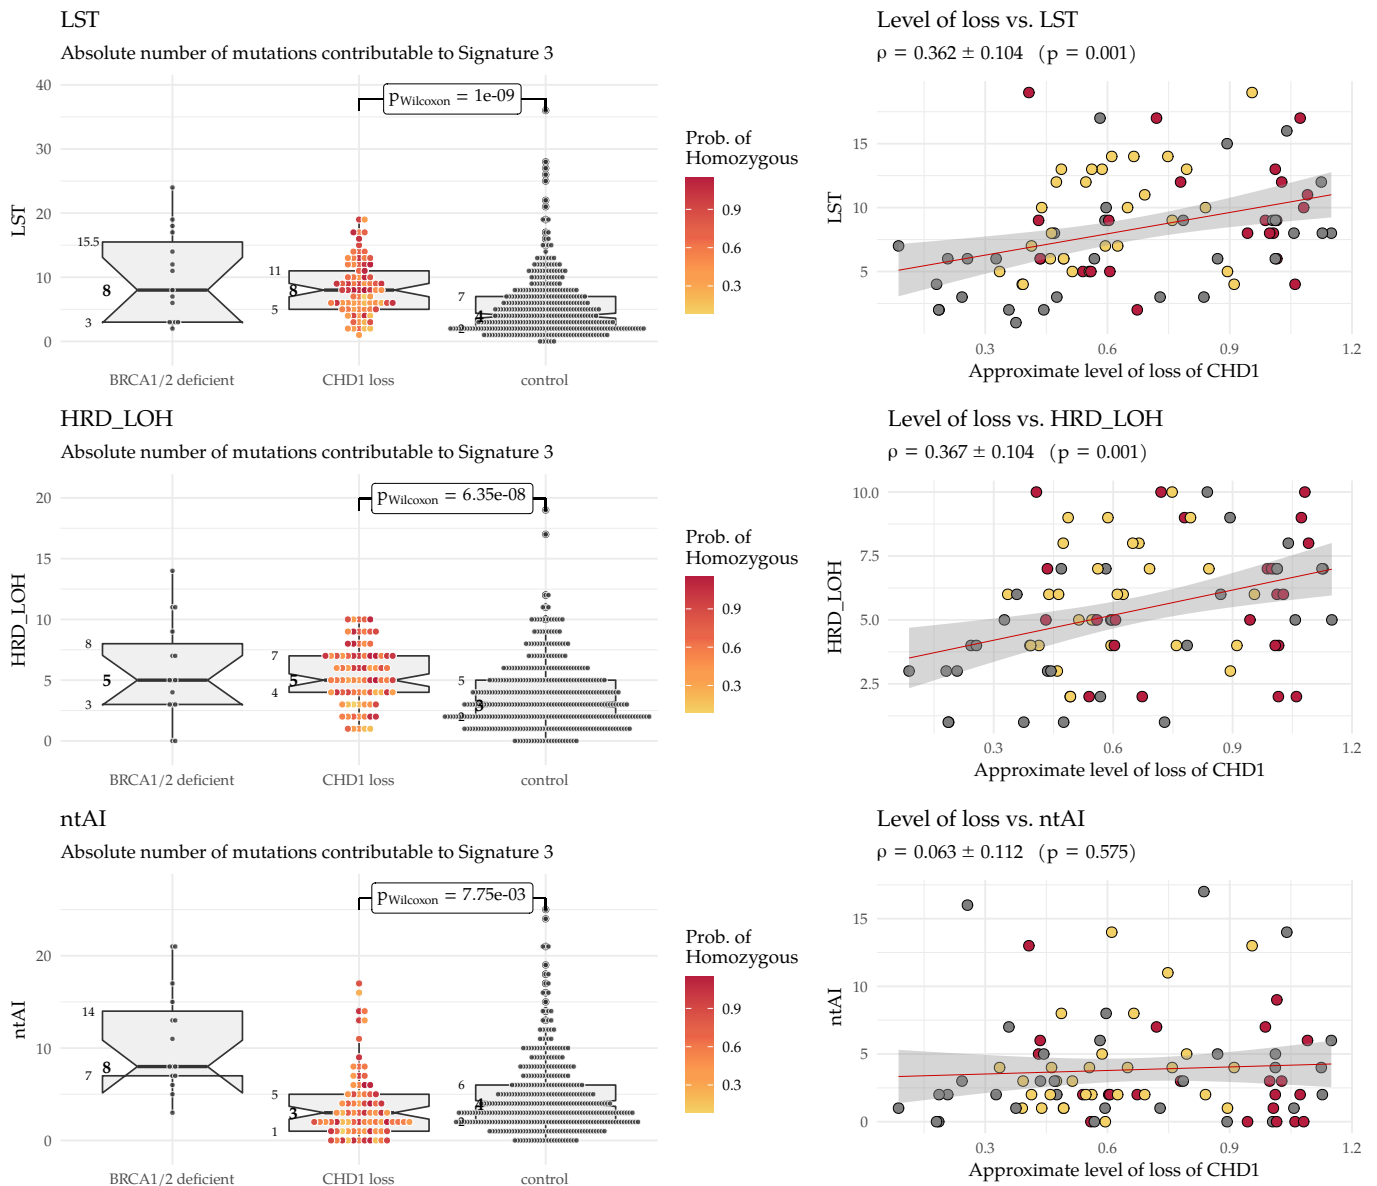 LST
Absolute number of mutations contributable to Signature 3
LST
40
30
20
10
0
pWilcoxon = 1e-09
15.5
8
3
11
8
5
7
4
2
BRCA1/2 deficient
CHD1 loss
control
Prob. of
Homozygous
0.9
0.6
0.3
Level of loss vs. LST
ρ = 0.362 ± 0.104 (p = 0.001)
LST
15
10
5
0.3
0.6
0.9
1.2
Approximate level of loss of CHD1
HRD_LOH
Absolute number of mutations contributable to Signature 3
HRD_LOH
20
15
10
5
0
pWilcoxon = 6.35e-08
8
5
3
7
5
4
5
3
2
BRCA1/2 deficient
CHD1 loss
control
Prob. of
Homozygous
0.9
0.6
0.3
Level of loss vs. HRD_LOH
ρ = 0.367 ± 0.104 (p = 0.001)
HRD_LOH
10.0
7.5
5.0
2.5
0.3
0.6
0.9
1.2
Approximate level of loss of CHD1
ntAI
Absolute number of mutations contributable to Signature 3
ntAI
20
10
0
pWilcoxon = 7.75e-03
14
8
7
5
3
1
6
4
2
BRCA1/2 deficient
CHD1 loss
control
Prob. of
Homozygous
0.9
0.6
0.3
Level of loss vs. ntAI
ρ = 0.063 ± 0.112 (p = 0.575)
ntAI
15
10
5
0
0.3
0.6
0.9
1.2
Approximate level of loss of CHD1